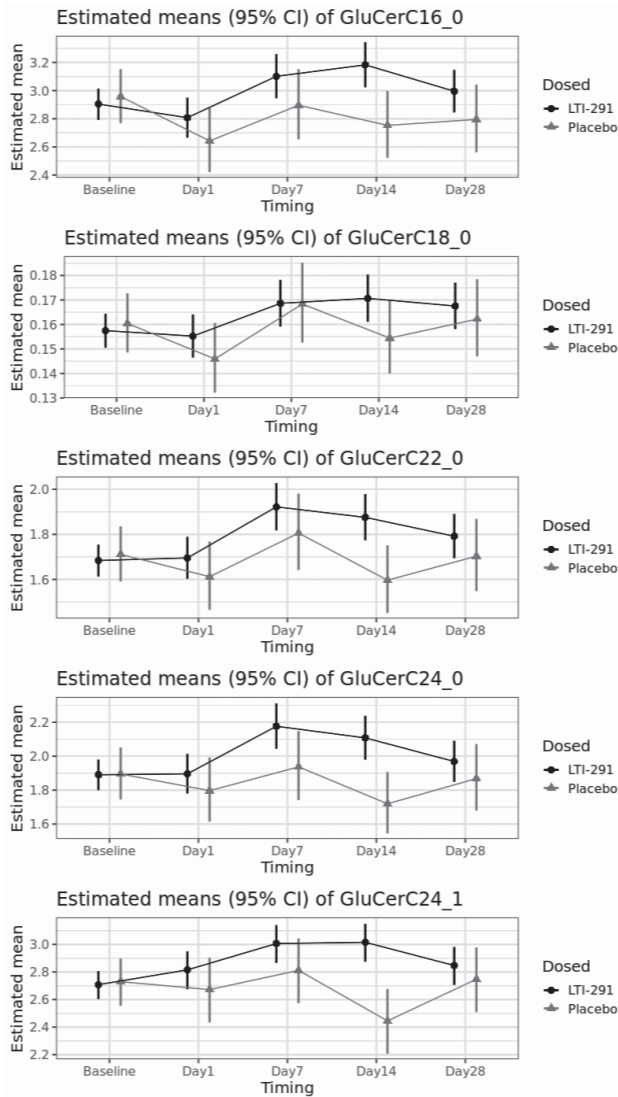 Estimated means (95% CI) of GluCerC16_0
Estimated mean
3.2
3.0
2.8
2.6
2.4
Baseline Day1 Day7 Day14 Day28
Timing
Dosed
LTI-291
Placebo
Estimated means (95% CI) of GluCerC18_0
Estimated mean
0.18
0.17
0.16
0.15
0.14
0.13
Baseline Day1 Day7 Day14 Day28
Timing
Dosed
LTI-291
Placebo
Estimated means (95% CI) of GluCerC22_0
Estimated mean
2.0
1.8
1.6
Baseline Day1 Day7 Day14 Day28
Timing
Dosed
LTI-291
Placebo
Estimated means (95% CI) of GluCerC24_0
Estimated mean
2.2
2.0
1.8
1.6
Baseline Day1 Day7 Day14 Day28
Timing
Dosed
LTI-291
Placebo
Estimated means (95% CI) of GluCerC24_1
Estimated mean
3.0
2.8
2.6
2.4
2.2
Baseline Day1 Day7 Day14 Day28
Timing
Dosed
LTI-291
Placebo